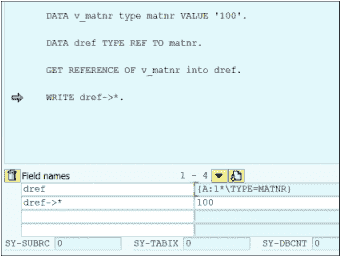 DATA v_matnr type matnr VALUE '100'.
DATA dref TYPE REF TO matnr.
GET REFERENCE OF v_matnr into dref.
WRITE dref->*.
Field names 1 - 4
dref {A:1*\TYPE=MATNR}
dref->* 100
SY-SUBRC 0 SY-TABIX 0 SY-DBCNT 0